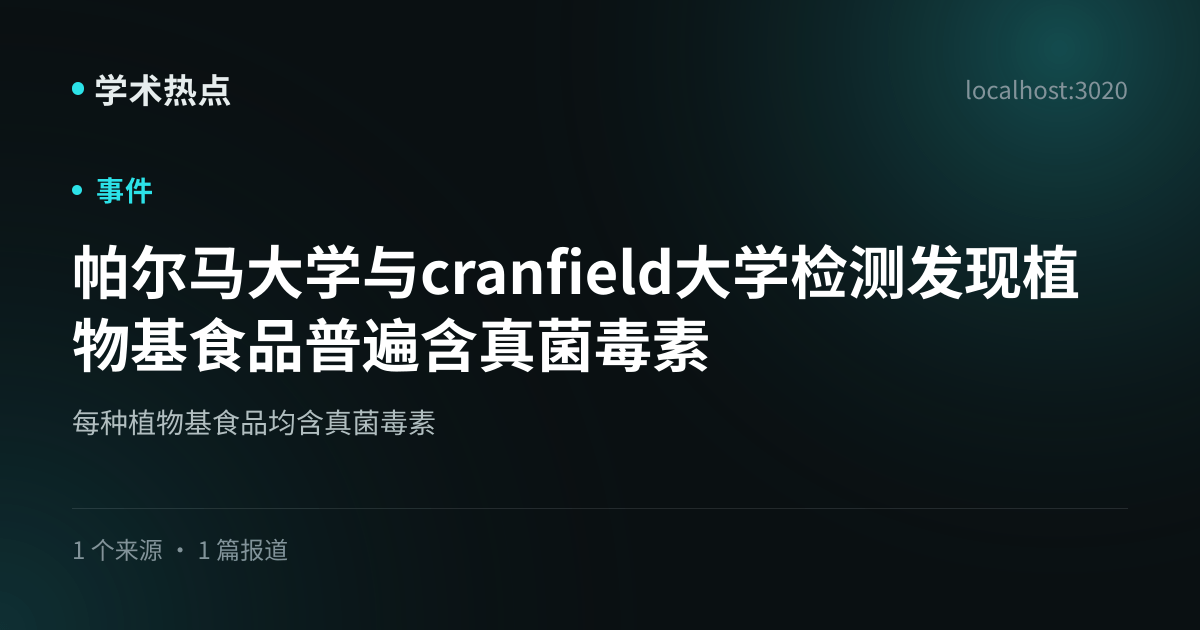 学术热点
localhost:3020
事件
帕尔马大学与cranfield大学检测发现植
物基食品普遍含真菌毒素
每种植物基食品均含真菌毒素
1 个来源 · 1 篇报道